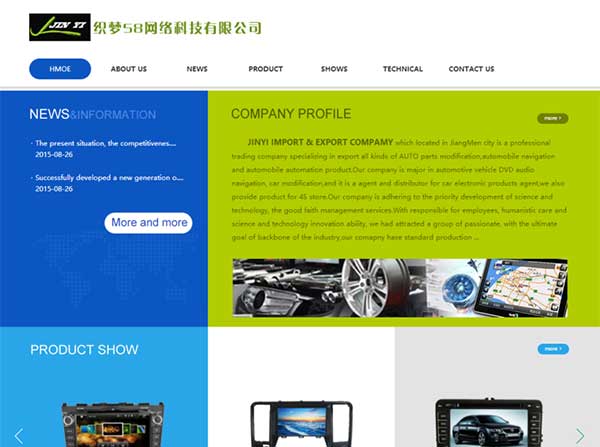 JIN YI 织梦58网络科技有限公司
HMOE ABOUT US NEWS PRODUCT SHOWS TECHNICAL CONTACT US
NEWS&INFORMATION
· The present situation, the competitivenes....
2015-08-26
· Successfully developed a new generation o....
2015-08-26
More and more
COMPANY PROFILE
more >
JINYI IMPORT & EXPORT COMPAMY which located in JiangMen city is a professional
trading company specializing in export all kinds of AUTO parts modification,automobile navigation
and automobile automation product.Our company is major in automotive vehicle DVD audio
navigation, car modification,and it is a agent and distributor for car electronic products agent,we also
provide product for 4S store.Our company is adhering to the priority development of science and
technology, the good faith management services.With responsible for employees, humanistic care and
science and technology innovation ability, we had attracted a group of passionate, with the ultimate
goal of backbone of the industry,our comapny have standard production ...
PRODUCT SHOW
more >